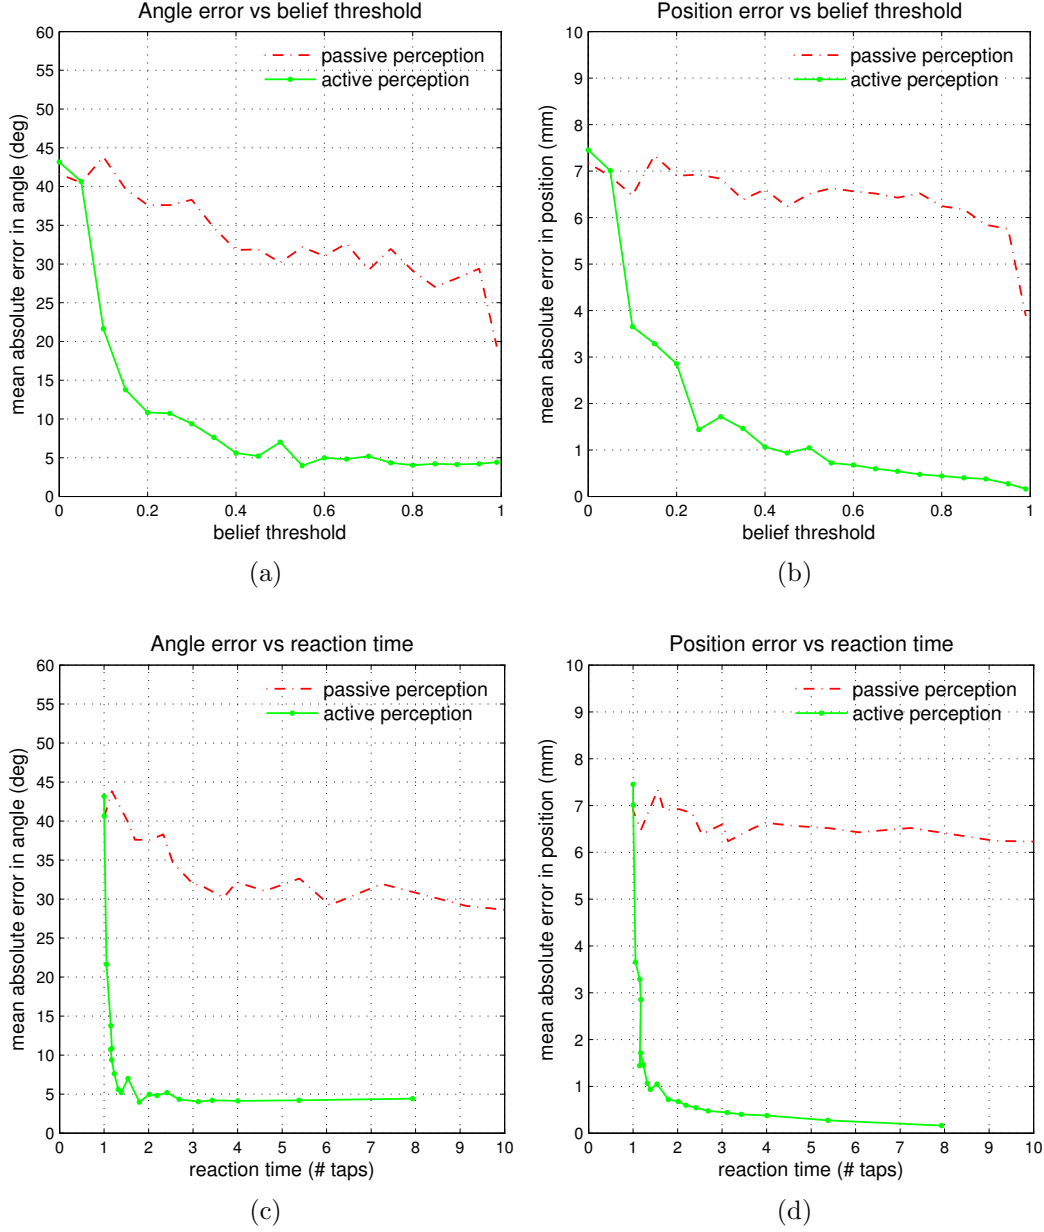 Angle error vs belief threshold
60
55
50
45
40
35
30
25
20
15
10
5
0
mean absolute error in angle (deg)
passive perception
active perception
0 0.2 0.4 0.6 0.8 1
belief threshold
(a)
Position error vs belief threshold
10
9
8
7
6
5
4
3
2
1
0
mean absolute error in position (mm)
passive perception
active perception
0 0.2 0.4 0.6 0.8 1
belief threshold
(b)
Angle error vs reaction time
60
55
50
45
40
35
30
25
20
15
10
5
0
mean absolute error in angle (deg)
passive perception
active perception
0 1 2 3 4 5 6 7 8 9 10
reaction time (# taps)
(c)
Position error vs reaction time
10
9
8
7
6
5
4
3
2
1
0
mean absolute error in position (mm)
passive perception
active perception
0 1 2 3 4 5 6 7 8 9 10
reaction time (# taps)
(d)